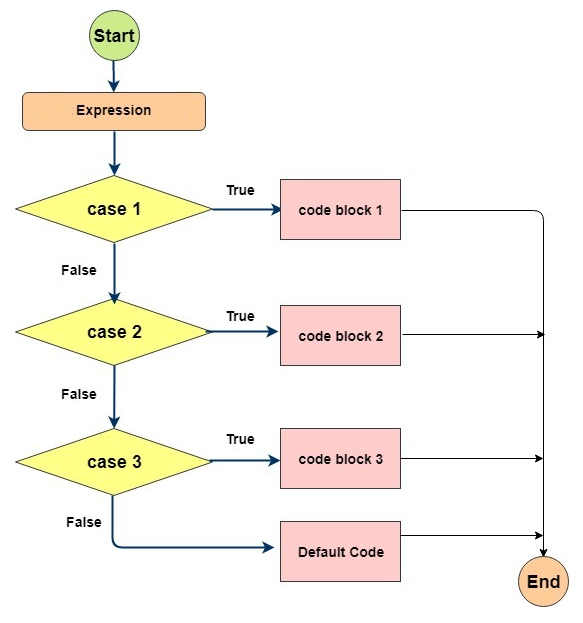 Start
Expression
case 1
True
code block 1
False
case 2
True
code block 2
False
case 3
True
code block 3
False
Default Code
End